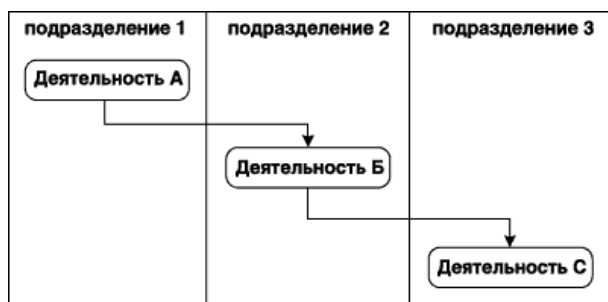 подразделение 1 подразделение 2 подразделение 3
Деятельность А
Деятельность Б
Деятельность С